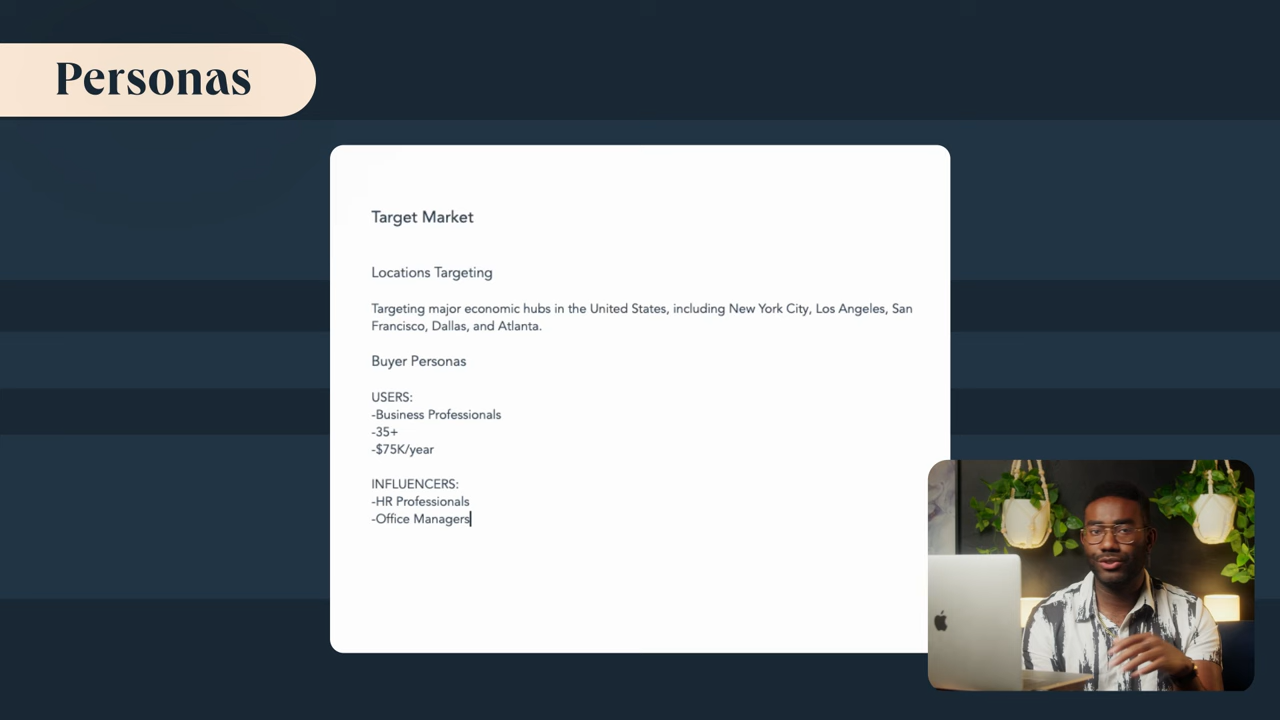 Personas
Target Market
Locations Targeting
Targeting major economic hubs in the United States, including New York City, Los Angeles, San
Francisco, Dallas, and Atlanta.
Buyer Personas
USERS:
-Business Professionals
-35+
-$75K/year
INFLUENCERS:
-HR Professionals
-Office Managers